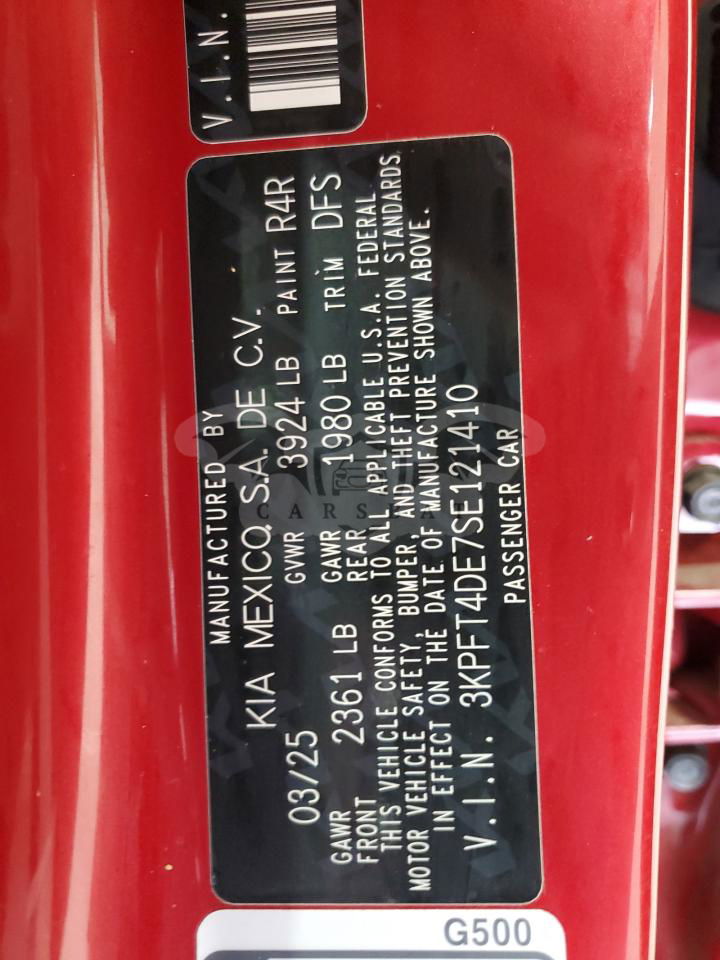 V.I.N.
MANUFACTURED BY
KIA MEXICO, S.A. DE C.V.
03/25 GVWR 3924 LB PAINT R4R
GAWR FRONT 2361 LB GAWR REAR 1980 LB TRIM DFS
THIS VEHICLE CONFORMS TO ALL APPLICABLE U.S.A. FEDERAL
MOTOR VEHICLE SAFETY, BUMPER, AND THEFT PREVENTION STANDARDS
IN EFFECT ON THE DATE OF MANUFACTURE SHOWN ABOVE.
V.I.N. 3KPFT4DE7SE121410
PASSENGER CAR
G500